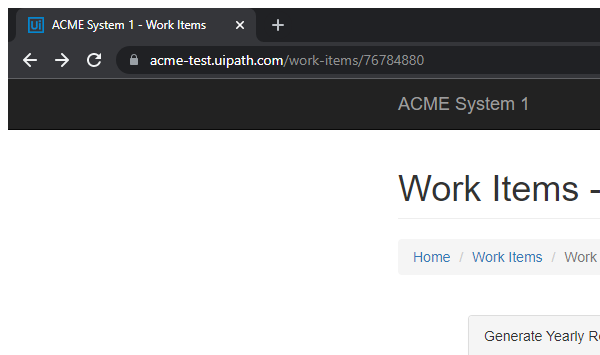 Ui ACME System 1 - Work Items
acme-test.uipath.com/work-items/76784880
ACME System 1
Work Items -
Home / Work Items / Work
Generate Yearly R